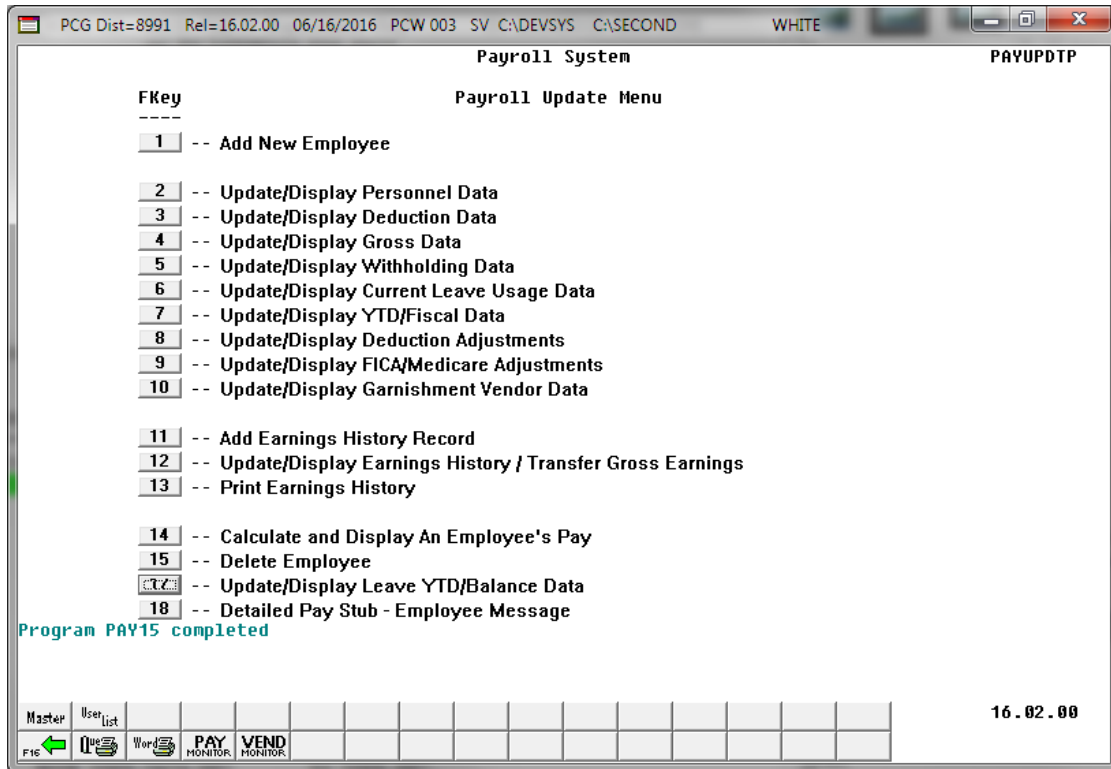 PCG Dist=8991 Rel=16.02.00 06/16/2016 PCW 003 SV C:\DEVSYS C:\SECOND WHITE
Payroll System PAYUPDTP
FKey Payroll Update Menu
----
1 -- Add New Employee
2 -- Update/Display Personnel Data
3 -- Update/Display Deduction Data
4 -- Update/Display Gross Data
5 -- Update/Display Withholding Data
6 -- Update/Display Current Leave Usage Data
7 -- Update/Display YTD/Fiscal Data
8 -- Update/Display Deduction Adjustments
9 -- Update/Display FICA/Medicare Adjustments
10 -- Update/Display Garnishment Vendor Data
11 -- Add Earnings History Record
12 -- Update/Display Earnings History / Transfer Gross Earnings
13 -- Print Earnings History
14 -- Calculate and Display An Employee's Pay
15 -- Delete Employee
17 -- Update/Display Leave YTD/Balance Data
18 -- Detailed Pay Stub - Employee Message
Program PAY15 completed
Master User List 16.02.00
F16 Que Word PAY MONITOR VEND MONITOR